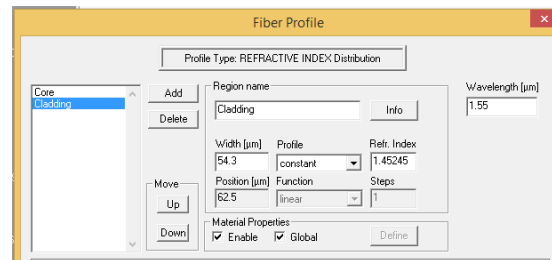 Fiber Profile
Profile Type: REFRACTIVE INDEX Distribution
Core
Cladding
Add
Delete
Move
Up
Down
Region name
Cladding
Info
Width [µm] Profile Refr. Index
54.3 constant 1.45245
Position [µm] Function Steps
62.5 linear 1
Material Properties
Enable Global Define
Wavelength [µm]
1.55